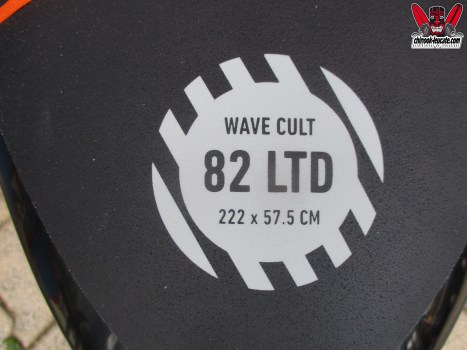 WAVE CULT
82 LTD
222 x 57.5 CM